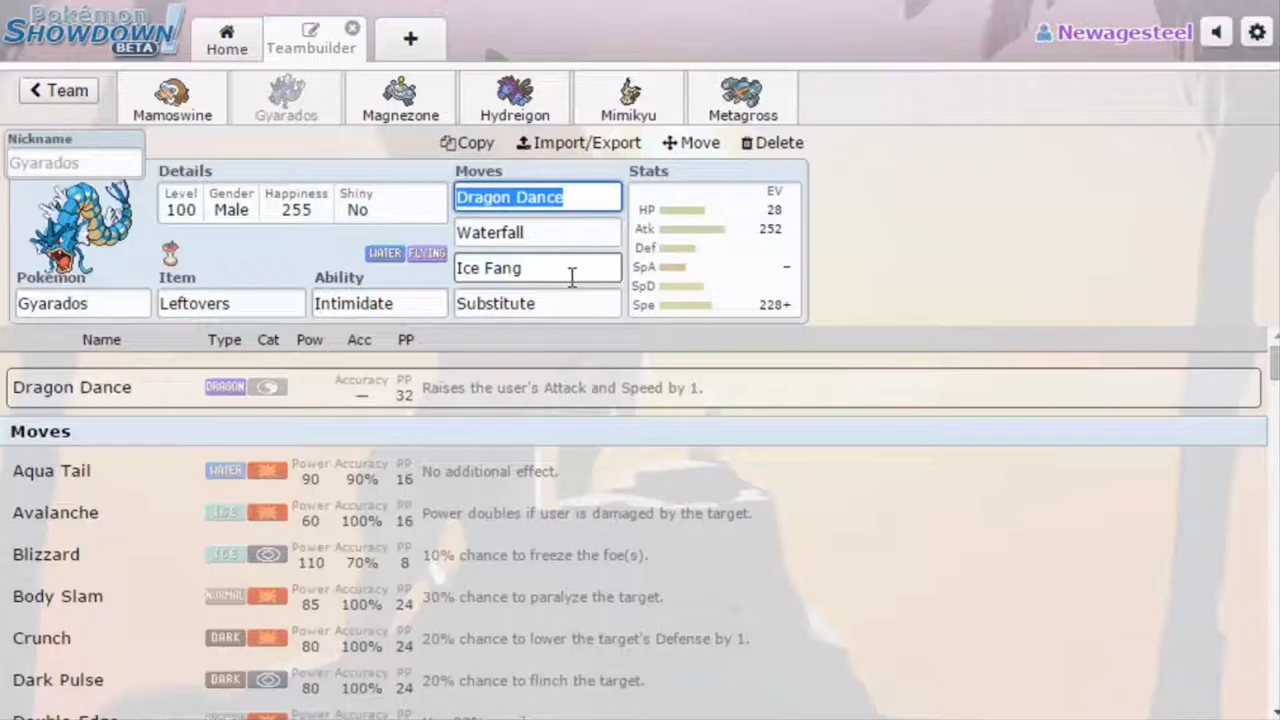 Pokémon
SHOWDOWN!
BETA
Home
Teambuilder
+
Newagesteel
Team
Mamoswine
Gyarados
Magnezone
Hydreigon
Mimikyu
Metagross
Copy
Import/Export
Move
Delete
Nickname
Gyarados
Details
Level Gender Happiness Shiny
100 Male 255 No
WATER FLYING
Pokémon Item Ability
Gyarados Leftovers Intimidate
Moves
Dragon Dance
Waterfall
Ice Fang
Substitute
Stats
EV
HP 28
Atk 252
Def
SpA –
SpD
Spe 228+
Name Type Cat Pow Acc PP
Dragon Dance DRAGON Accuracy — PP 32 Raises the user's Attack and Speed by 1.
Moves
Aqua Tail WATER Power 90 Accuracy 90% PP 16 No additional effect.
Avalanche ICE Power 60 Accuracy 100% PP 16 Power doubles if user is damaged by the target.
Blizzard ICE Power 110 Accuracy 70% PP 8 10% chance to freeze the foe(s).
Body Slam NORMAL Power 85 Accuracy 100% PP 24 30% chance to paralyze the target.
Crunch DARK Power 80 Accuracy 100% PP 24 20% chance to lower the target's Defense by 1.
Dark Pulse DARK Power 80 Accuracy 100% PP 24 20% chance to flinch the target.